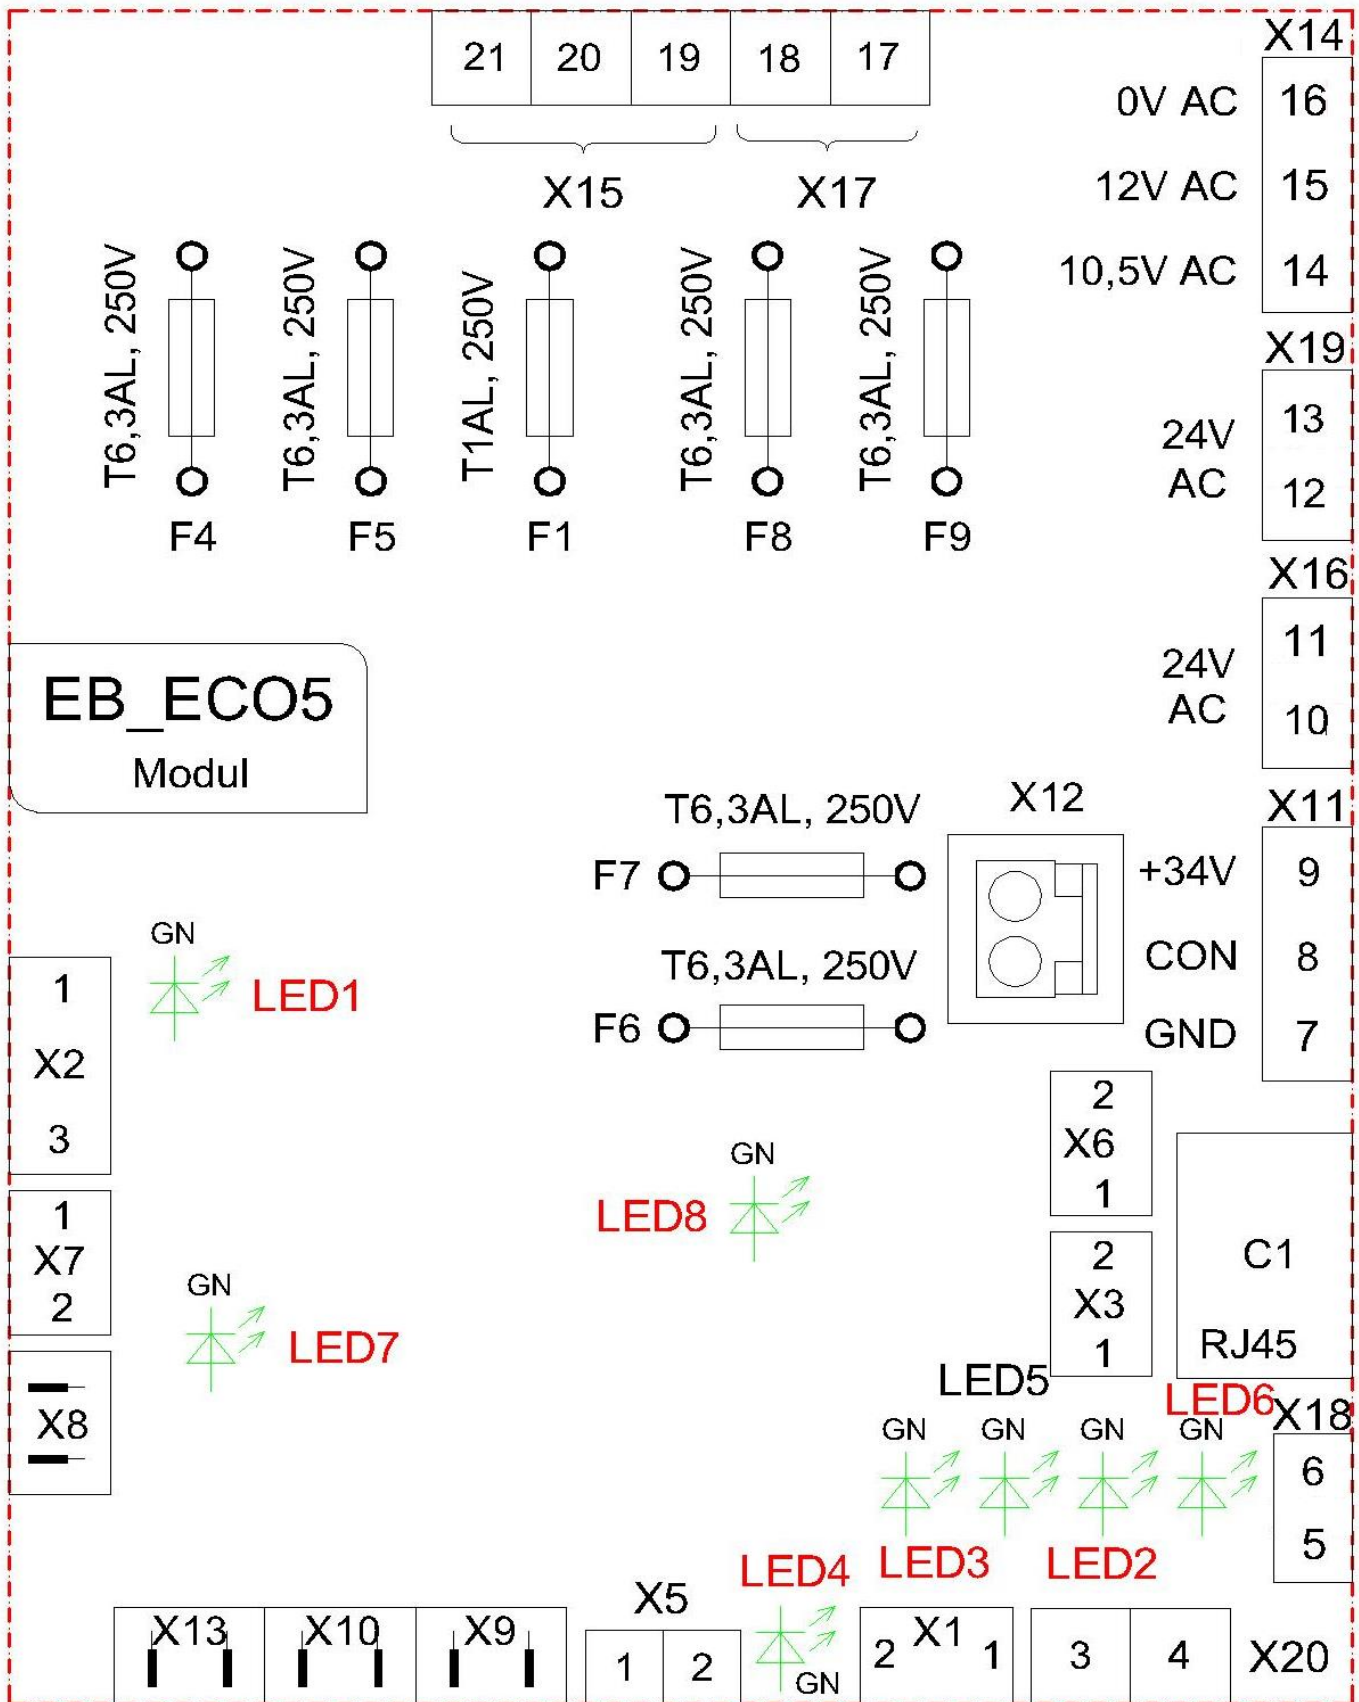 X14
21 20 19 18 17
0V AC 16
12V AC 15
10,5V AC 14
X15 X17
T6,3AL, 250V
T6,3AL, 250V
T1AL, 250V
T6,3AL, 250V
T6,3AL, 250V
F4 F5 F1 F8 F9
X19
24V
AC
13
12
X16
24V
AC
11
10
EB_ECO5
Modul
X12
X11
T6,3AL, 250V
F7
+34V 9
CON 8
GND 7
T6,3AL, 250V
F6
GN
LED1
1
X2
3
2
X6
1
GN
LED8
1
X7
2
2
X3
1
C1
RJ45
GN
LED7
X8
LED5
LED6
X18
GN GN GN GN
6
5
LED4
LED3
LED2
X13 X10 X9
X5
1 2
GN
2 X1 1
3 4
X20